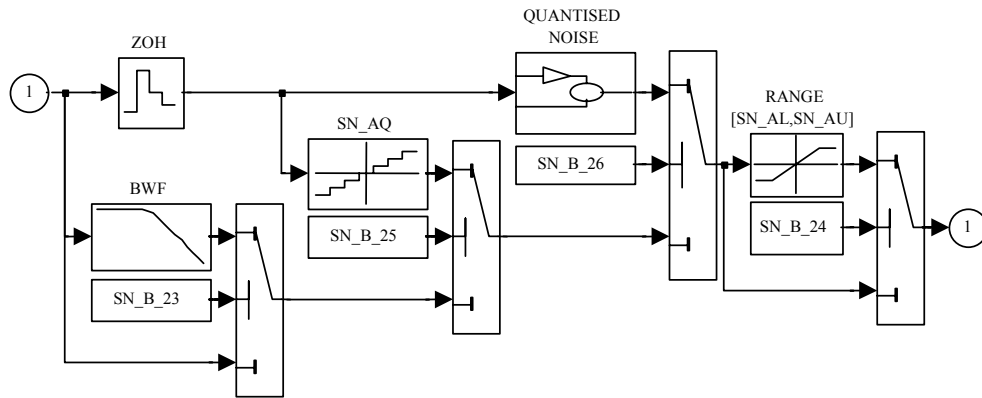 QUANTISED
NOISE
ZOH
1
RANGE
[SN_AL,SN_AU]
SN_AQ
SN_B_26
BWF
SN_B_25
SN_B_24
1
SN_B_23